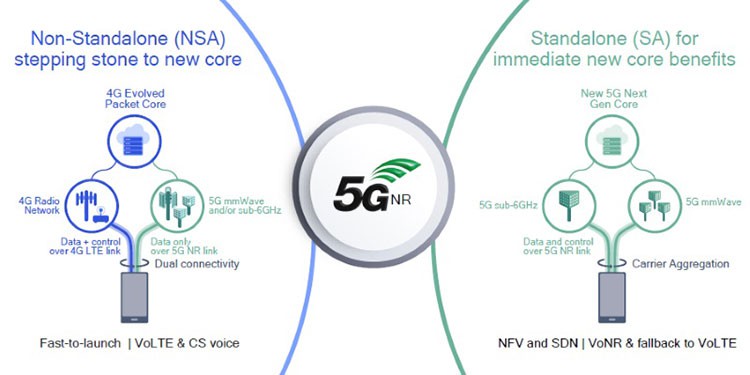 Non-Standalone (NSA)
stepping stone to new core
4G Evolved
Packet Core
4G Radio
Network
5G mmWave
and/or sub-6GHz
Data + control
over 4G LTE link
Data only
over 5G NR link
Dual connectivity
Fast-to-launch | VoLTE & CS voice
5G NR
Standalone (SA) for
immediate new core benefits
New 5G Next
Gen Core
5G sub-6GHz
5G mmWave
Data and control
over 5G NR link
Carrier Aggregation
NFV and SDN | VoNR & fallback to VoLTE